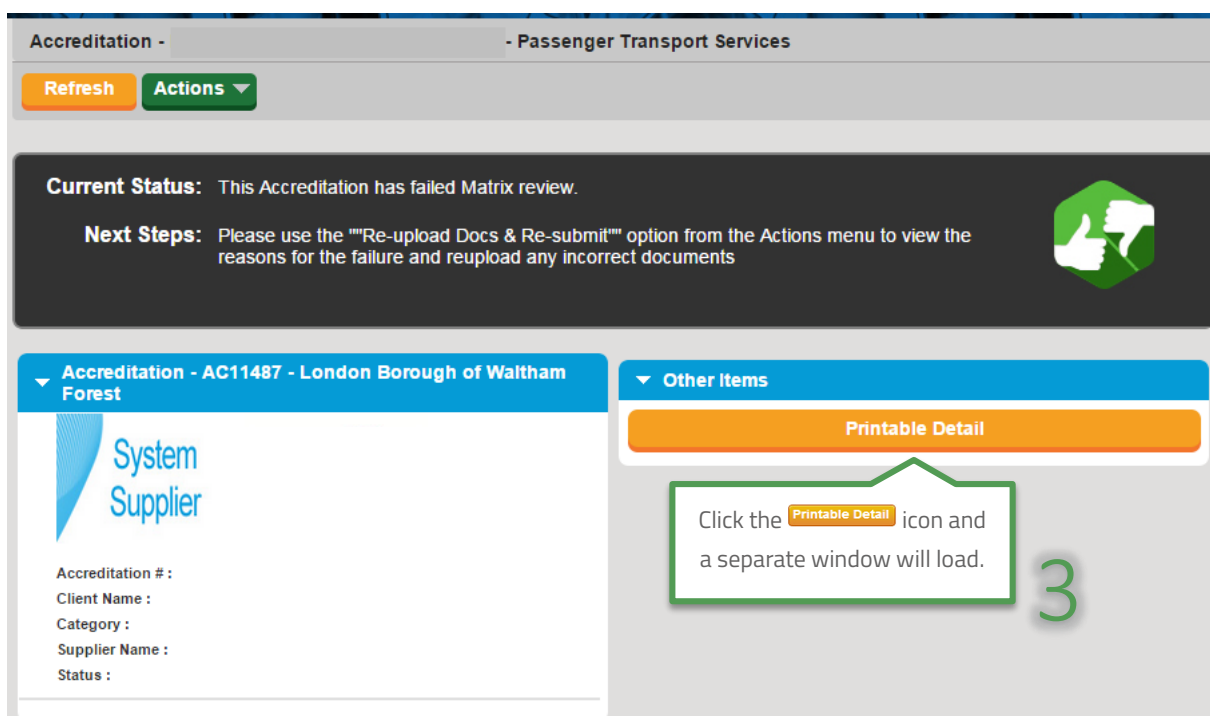 Accreditation - - Passenger Transport Services
Refresh Actions
Current Status: This Accreditation has failed Matrix review.
Next Steps: Please use the ""Re-upload Docs & Re-submit"" option from the Actions menu to view the
reasons for the failure and reupload any incorrect documents
Accreditation - AC11487 - London Borough of Waltham
Forest
System
Supplier
Accreditation # :
Client Name :
Category :
Supplier Name :
Status :
Other Items
Printable Detail
Click the Printable Detail icon and
a separate window will load.
3